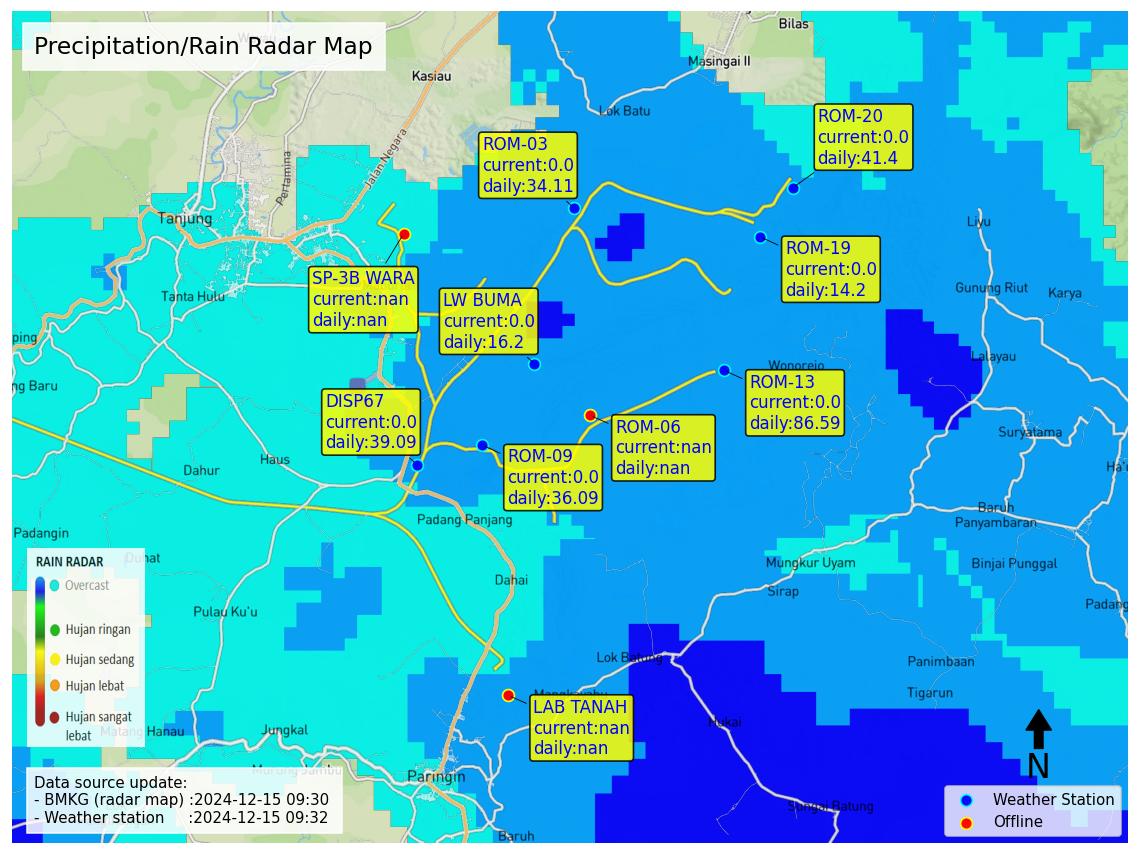 Precipitation/Rain Radar Map
Bilas
Masingai II
Kasiau
Lok Batu
Jalan Negara
Pertamina
Tanjung
Tanta Hulu
ROM-03
current:0.0
daily:34.11
ROM-20
current:0.0
daily:41.4
ROM-19
current:0.0
daily:14.2
SP-3B WARA
current:nan
daily:nan
LW BUMA
current:0.0
daily:16.2
Liyu
Gunung Riut
Karya
Lalayau
Wonorejo
ROM-13
current:0.0
daily:86.59
DISP67
current:0.0
daily:39.09
ROM-06
current:nan
daily:nan
ROM-09
current:0.0
daily:36.09
ping
ng Baru
Suryatama
Ha'u
Dahur
Haus
Padang Panjang
Baruh
Panyambaran
Padangin
Mungkur Uyam
Binjai Punggal
Dahai
Sirap
Padang
Pulau Ku'u
RAIN RADAR
Overcast
Hujan ringan
Hujan sedang
Hujan lebat
Hujan sangat
lebat
Lok Batung
Panimbaan
Tigarun
LAB TANAH
current:nan
daily:nan
Hukai
Matang Hanau
Jungkal
Murung Jambu
Paringin
Sungai Batung
Baruh
N
Data source update:
- BMKG (radar map) :2024-12-15 09:30
- Weather station :2024-12-15 09:32
Weather Station
Offline